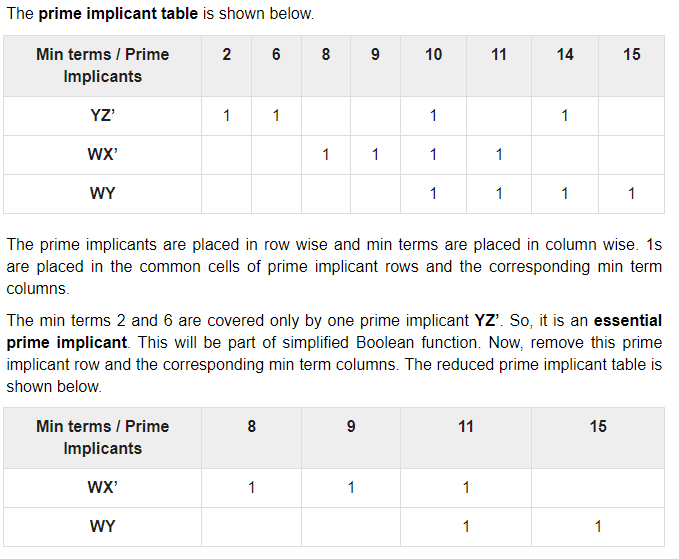 The prime implicant table is shown below.
Min terms / Prime Implicants 2 6 8 9 10 11 14 15
YZ’ 1 1 1 1
WX’ 1 1 1 1
WY 1 1 1 1
The prime implicants are placed in row wise and min terms are placed in column wise. 1s
are placed in the common cells of prime implicant rows and the corresponding min term
columns.
The min terms 2 and 6 are covered only by one prime implicant YZ’. So, it is an essential
prime implicant. This will be part of simplified Boolean function. Now, remove this prime
implicant row and the corresponding min term columns. The reduced prime implicant table is
shown below.
Min terms / Prime Implicants 8 9 11 15
WX’ 1 1 1
WY 1 1